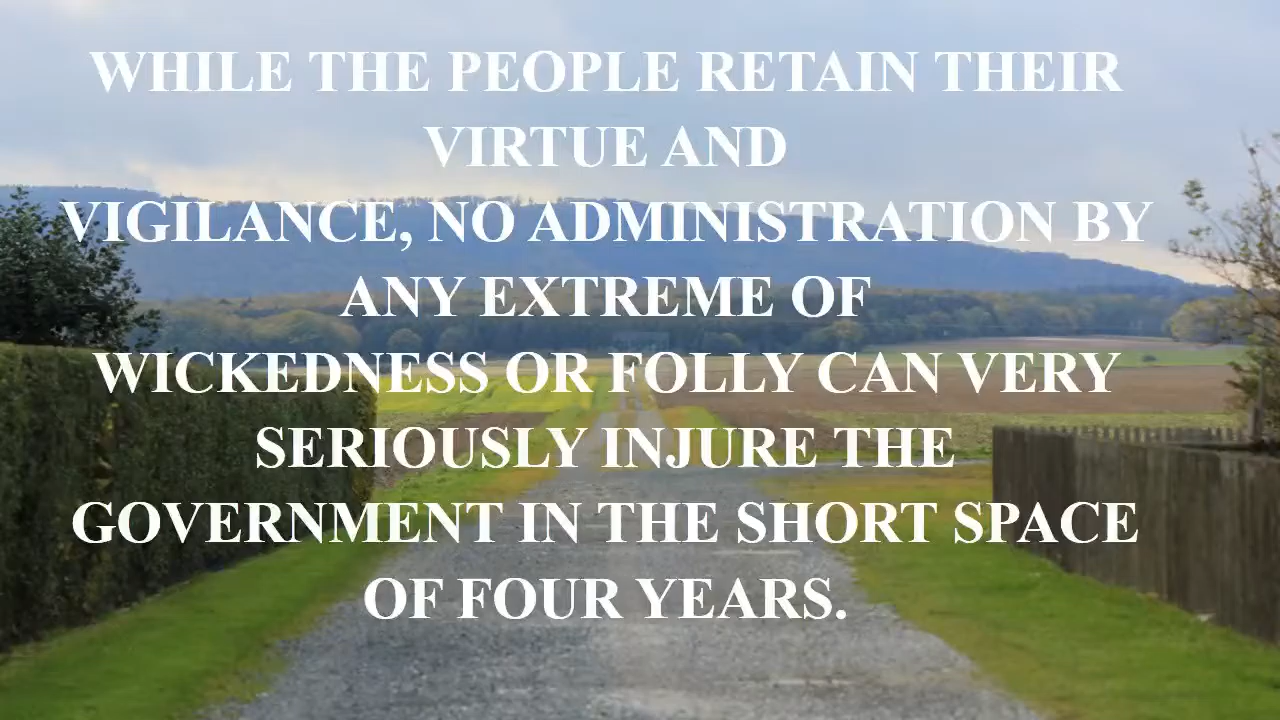 WHILE THE PEOPLE RETAIN THEIR
VIRTUE AND
VIGILANCE, NO ADMINISTRATION BY
ANY EXTREME OF
WICKEDNESS OR FOLLY CAN VERY
SERIOUSLY INJURE THE
GOVERNMENT IN THE SHORT SPACE
OF FOUR YEARS.